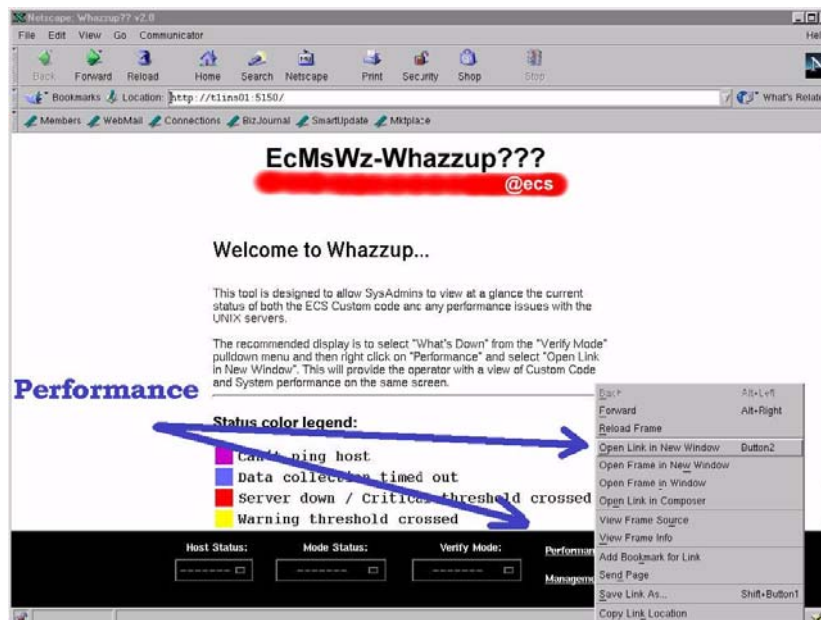 Netscape: Whazzup?? v2.0
File Edit View Go Communicator Hel
Back Forward Reload Home Search Netscape Print Security Shop Stop
Bookmarks Location: http://tlins01:5150/ What's Relate
Members WebMail Connections BizJournal SmartUpdate Mktplace
EcMsWz-Whazzup???
@ecs
Welcome to Whazzup...
This tool is designed to allow SysAdmins to view at a glance the current
status of both the ECS Custom code and any performance issues with the
UNIX servers.
The recommended display is to select "What's Down" from the "Verify Mode"
pulldown menu and then right click on "Performance" and select "Open Link
in New Window". This will provide the operator with a view of Custom Code
and System performance on the same screen.
Performance
Status color legend:
Can't ping host
Data collection timed out
Server down / Critical threshold crossed
Warning threshold crossed
Host Status: Mode Status: Verify Mode: Performan
Managem
Back Alt+Left
Forward Alt+Right
Reload Frame
Open Link in New Window Button2
Open Frame in New Window
Open Frame in Window
Open Link in Composer
View Frame Source
View Frame Info
Add Bookmark for Link
Send Page
Save Link As... Shift+Button1
Copy Link Location